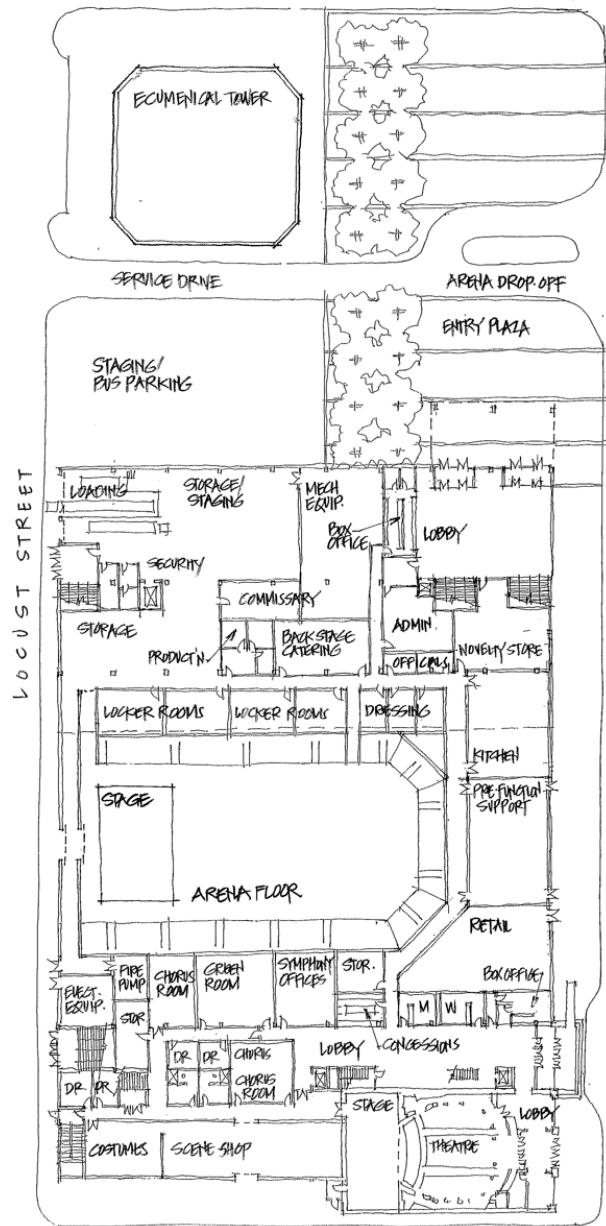 ECUMENICAL TOWER
SERVICE DRIVE
ARENA DROP-OFF
ENTRY PLAZA
STAGING/
BUS PARKING
LOCUST STREET
LOADING
STORAGE/
STAGING
MECH
EQUIP.
BOX
OFFICE
LOBBY
SECURITY
COMMISSARY
STORAGE
PRODUCT'N
BACKSTAGE
CATERING
ADMIN.
OFF
NOVELTY STORE
LOCKER ROOMS
LOCKER ROOMS
DRESSING
KITCHEN
STAGE
PRE-FUNCTION
SUPPORT
ARENA FLOOR
RETAIL
ELECT.
EQUIP.
FIRE
PUMP
CHORUS
ROOM
GREEN
ROOM
SYMPHONY
OFFICES
STOR.
BOX OFFICE
STOR.
M
W
DR
DR
CHORUS
CHORUS
ROOM
LOBBY
CONCESSIONS
DR
DR
STAGE
LOBBY
COSTUMES
SCENE SHOP
THEATRE